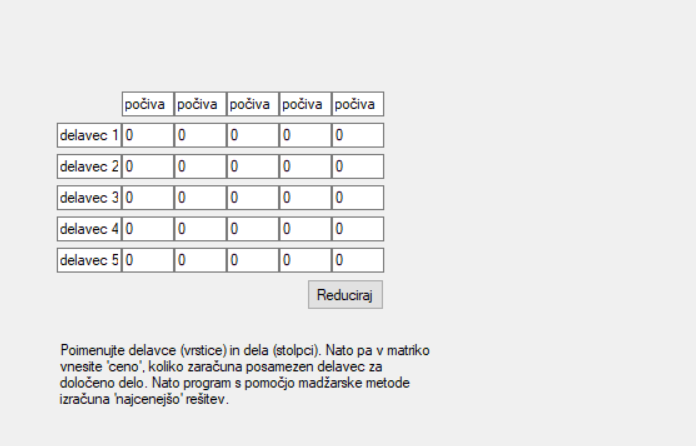 počiva počiva počiva počiva počiva
delavec 1 0 0 0 0 0
delavec 2 0 0 0 0 0
delavec 3 0 0 0 0 0
delavec 4 0 0 0 0 0
delavec 5 0 0 0 0 0
Reduciraj
Poimenujte delavce (vrstice) in dela (stolpci). Nato pa v matriko
vnesite 'ceno', koliko zaračuna posamezen delavec za
določeno delo. Nato program s pomočjo madžarske metode
izračuna 'najcenejšo' rešitev.